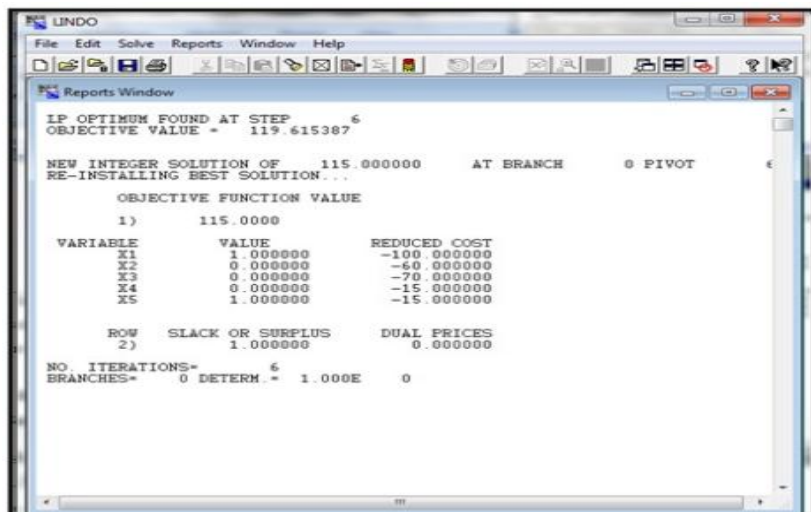 LINDO
File Edit Solve Reports Window Help
Reports Window
LP OPTIMUM FOUND AT STEP 6
OBJECTIVE VALUE = 119.615387
NEW INTEGER SOLUTION OF 115.000000 AT BRANCH 0 PIVOT 6
RE-INSTALLING BEST SOLUTION...
OBJECTIVE FUNCTION VALUE
1) 115.0000
VARIABLE VALUE REDUCED COST
X1 1.000000 -100.000000
X2 0.000000 -60.000000
X3 0.000000 -70.000000
X4 0.000000 -15.000000
X5 1.000000 -15.000000
ROW SLACK OR SURPLUS DUAL PRICES
2) 1.000000 0.000000
NO. ITERATIONS= 6
BRANCHES= 0 DETERM.= 1.000E 0